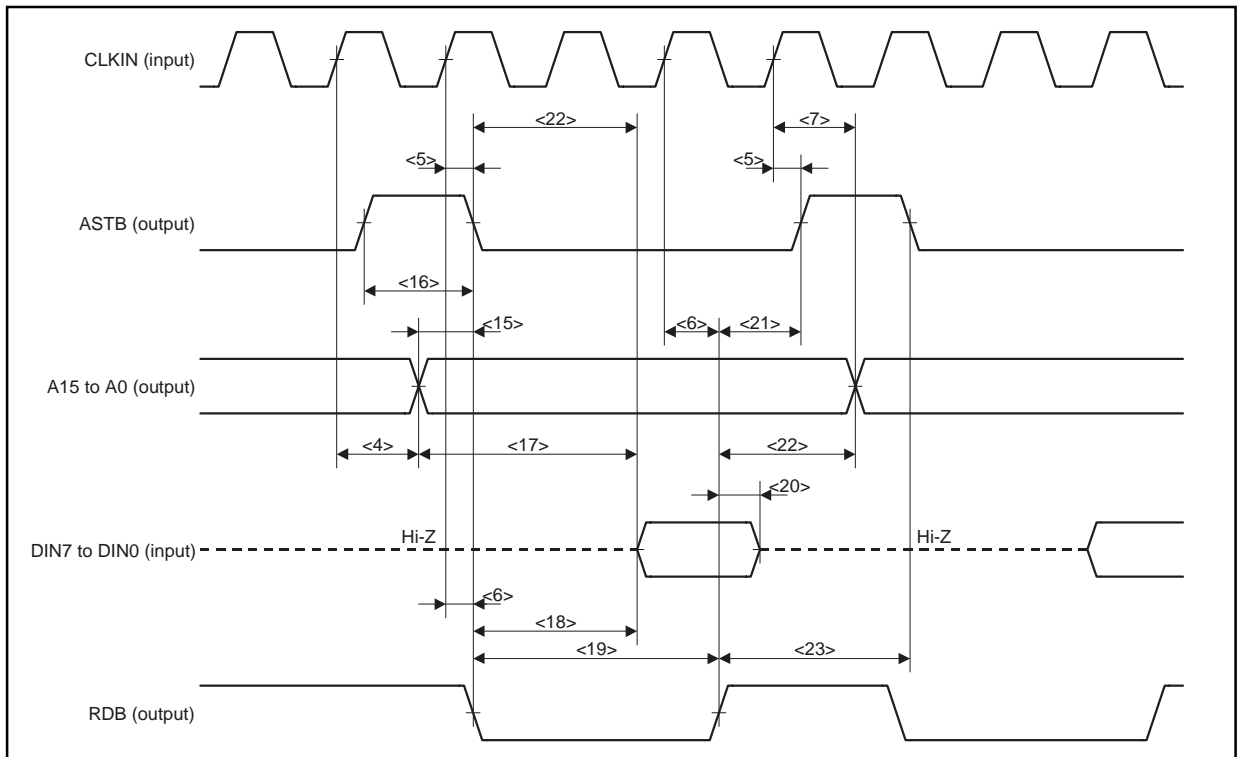 CLKIN (input)
<22>
<7>
<5>
<5>
ASTB (output)
<16>
<15>
<6>
<21>
A15 to A0 (output)
<4>
<17>
<22>
<20>
Hi-Z
Hi-Z
DIN7 to DIN0 (input)
<6>
<18>
<19>
<23>
RDB (output)